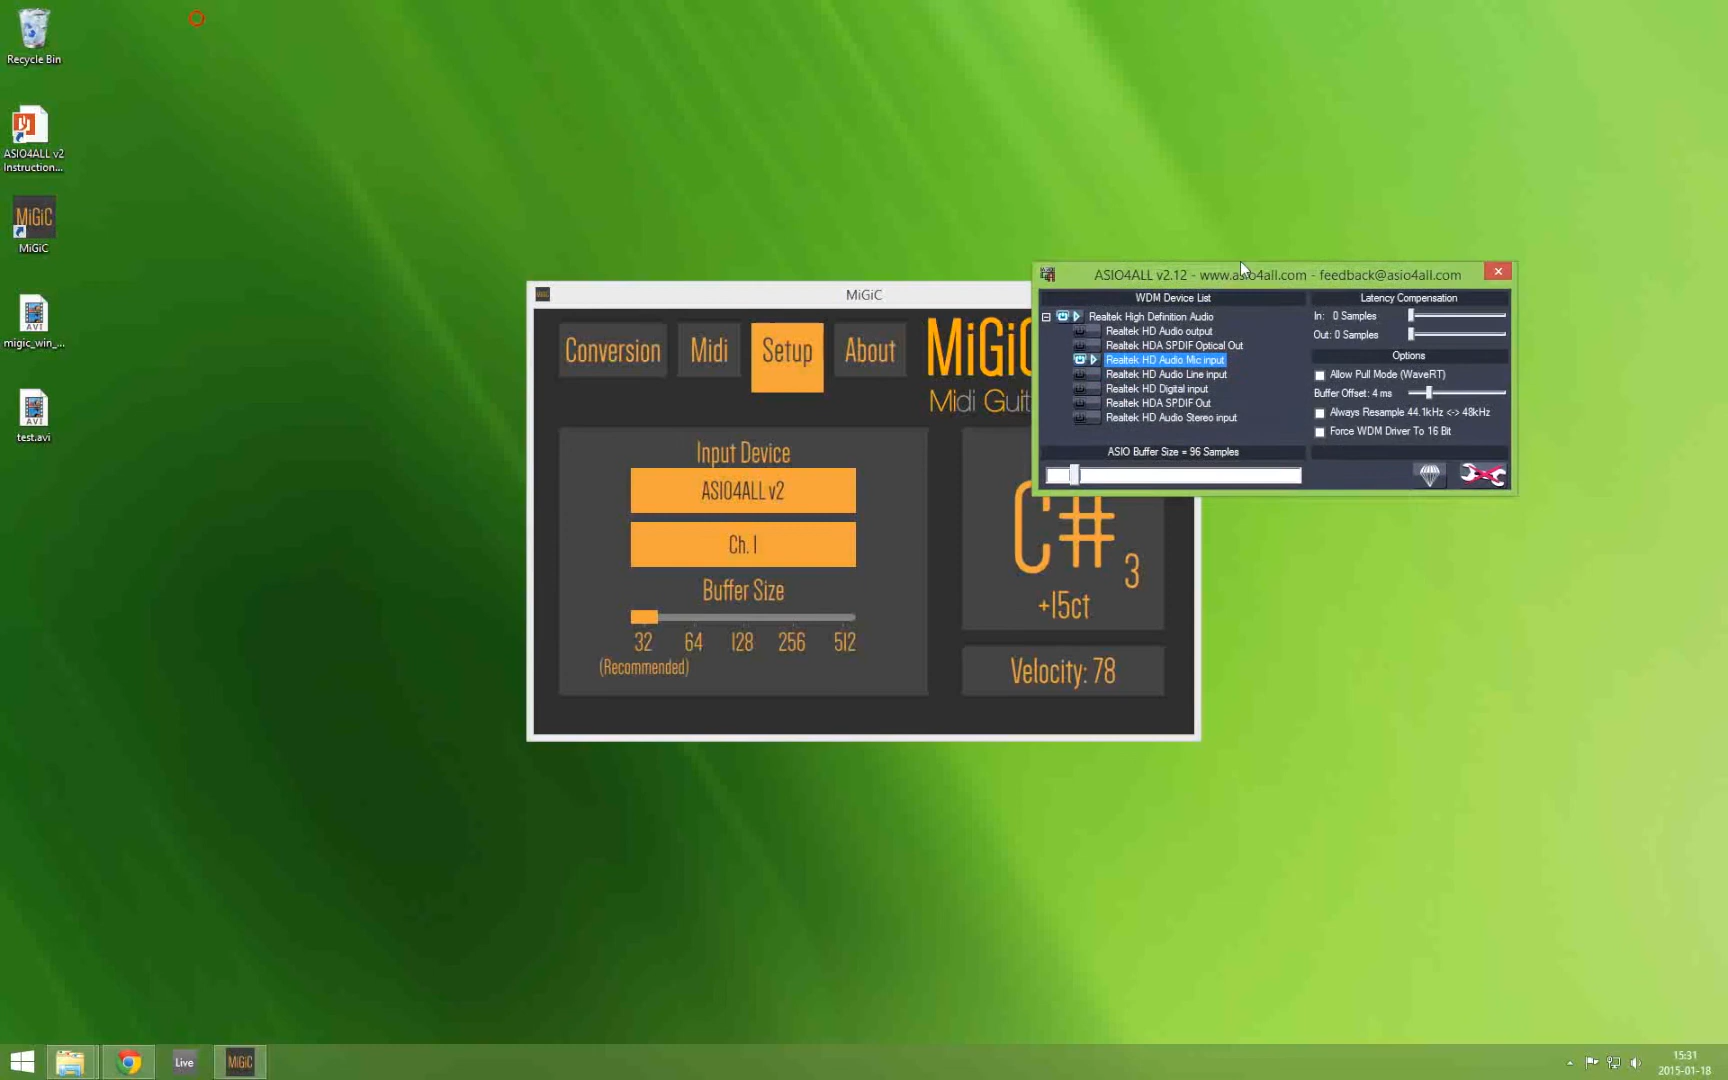 Recycle Bin
ASIO4ALL v2
Instruction...
MiGiC
MiGiC
AVI
migic_win_...
AVI
test.avi
MiGiC
Conversion
Midi
Setup
About
MiGiC
Midi Gui
Input Device
ASIO4ALL v2
Ch. 1
Buffer Size
32 64 128 256 512
(Recommended)
C# 3
+15ct
Velocity: 78
ASIO4ALL v2.12 - www.asio4all.com - feedback@asio4all.com
WDM Device List
Realtek High Definition Audio
Realtek HD Audio output
Realtek HDA SPDIF Optical Out
Realtek HD Audio Mic input
Realtek HD Audio Line input
Realtek HD Digital input
Realtek HDA SPDIF Out
Realtek HD Audio Stereo input
ASIO Buffer Size = 96 Samples
Latency Compensation
In: 0 Samples
Out: 0 Samples
Options
Allow Pull Mode (WaveRT)
Buffer Offset: 4 ms
Always Resample 44.1kHz <-> 48kHz
Force WDM Driver To 16 Bit
Live
MiGiC
15:31
2015-01-18